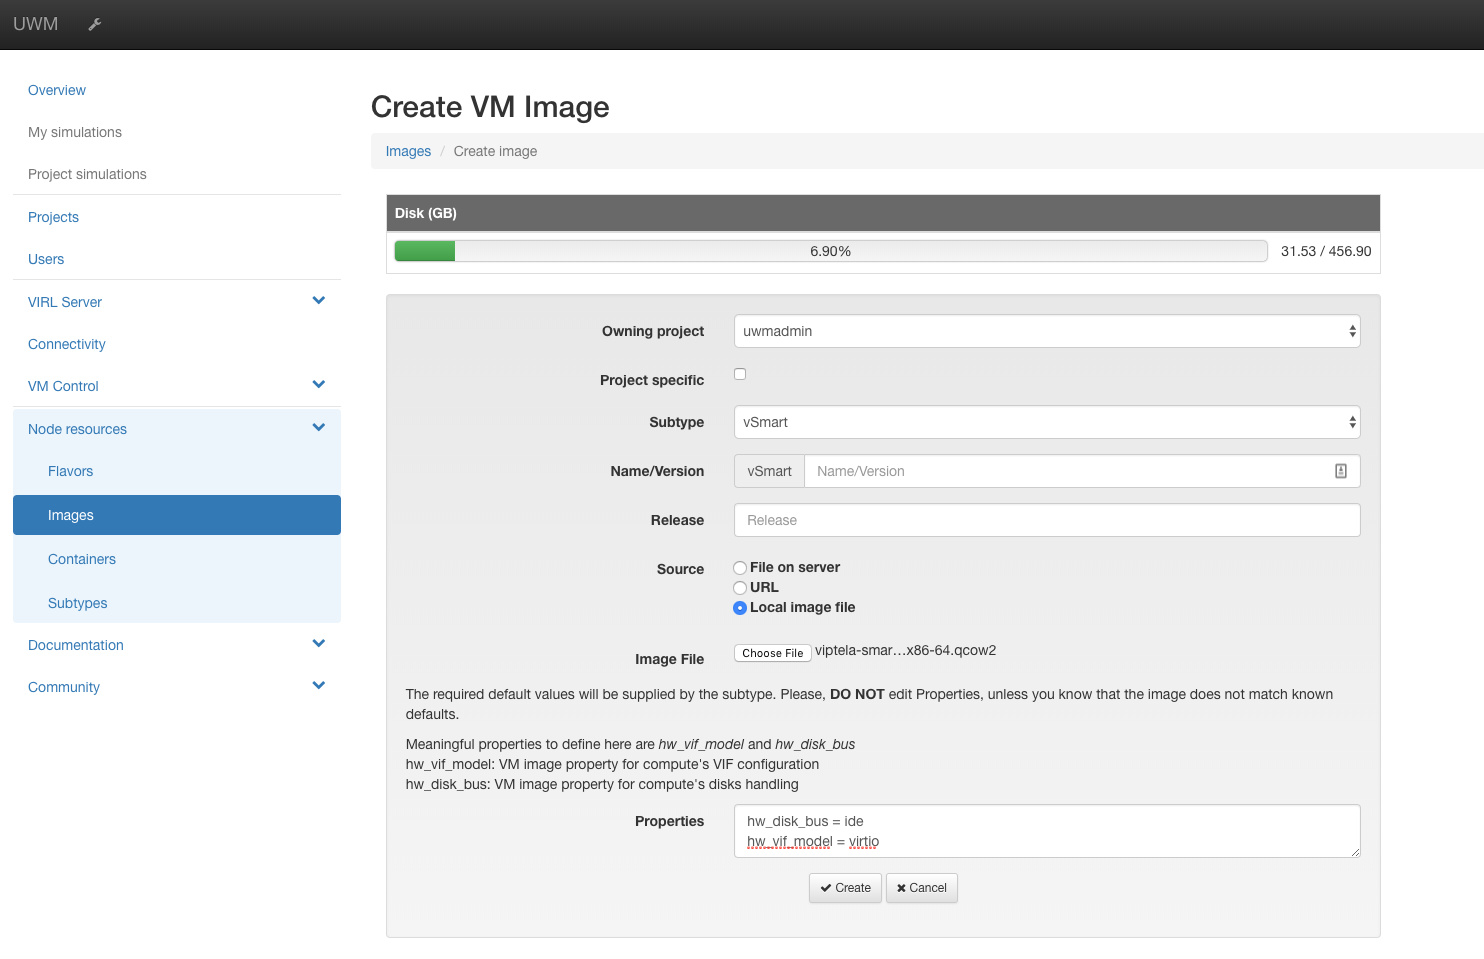 UWM
Overview
My simulations
Project simulations
Projects
Users
VIRL Server
Connectivity
VM Control
Node resources
Flavors
Images
Containers
Subtypes
Documentation
Community
Create VM Image
Images / Create image
Disk (GB)
6.90% 31.53 / 456.90
Owning project uwmadmin
Project specific
Subtype vSmart
Name/Version vSmart Name/Version
Release Release
Source File on server
URL
Local image file
Image File Choose File viptela-smar...x86-64.qcow2
The required default values will be supplied by the subtype. Please, DO NOT edit Properties, unless you know that the image does not match known
defaults.
Meaningful properties to define here are hw_vif_model and hw_disk_bus
hw_vif_model: VM image property for compute's VIF configuration
hw_disk_bus: VM image property for compute's disks handling
Properties hw_disk_bus = ide
hw_vif_model = virtio
Create Cancel